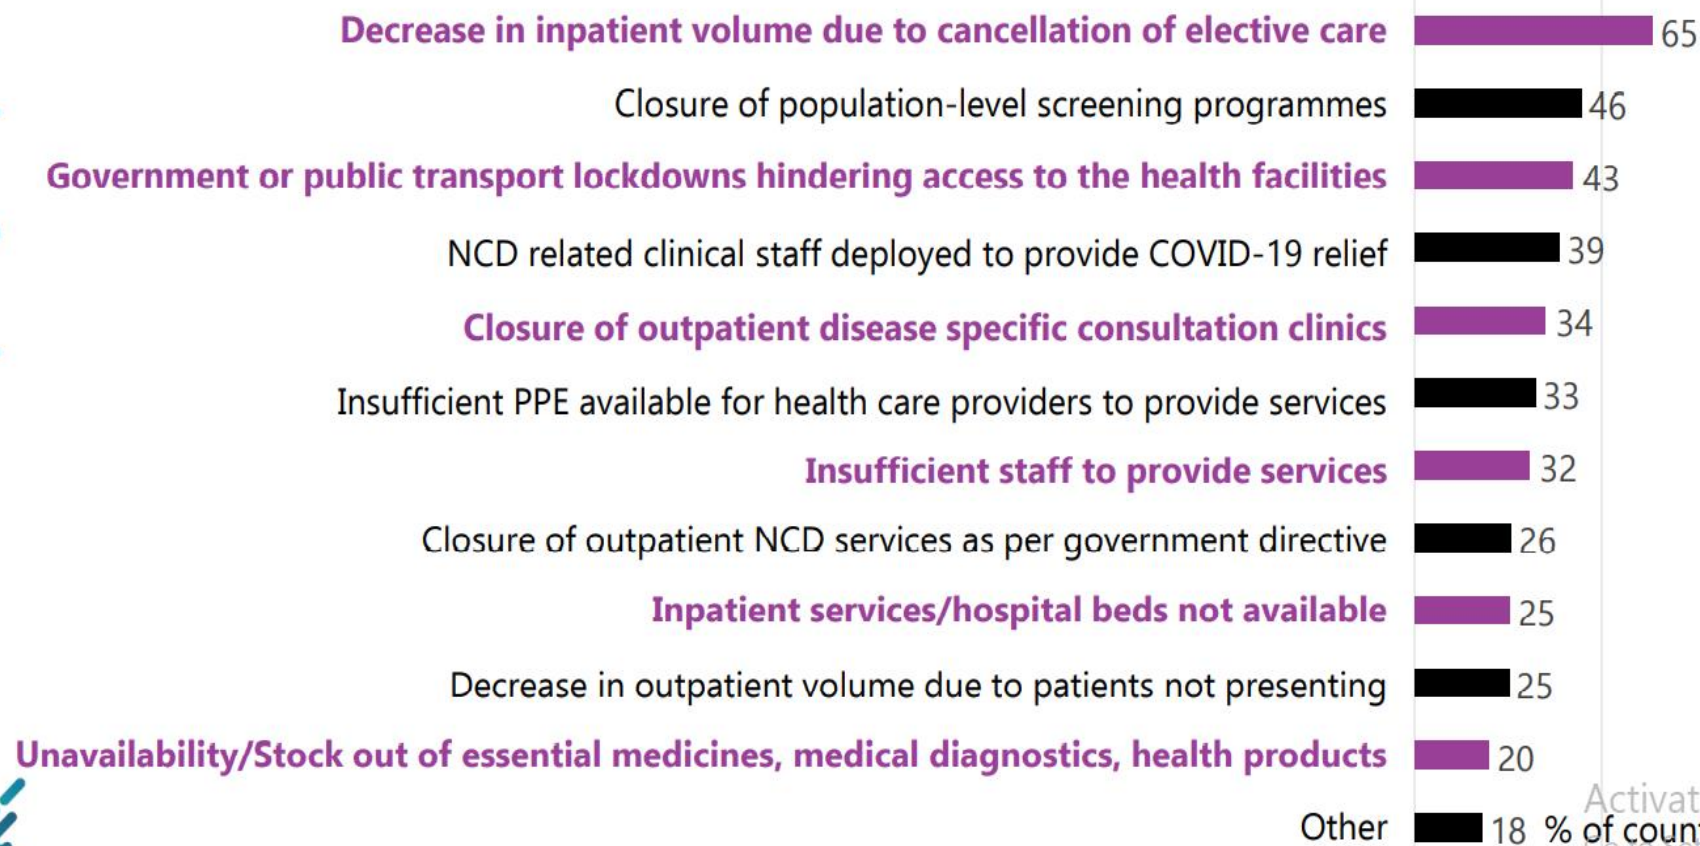 Decrease in inpatient volume due to cancellation of elective care 65
Closure of population-level screening programmes 46
Government or public transport lockdowns hindering access to the health facilities 43
NCD related clinical staff deployed to provide COVID-19 relief 39
Closure of outpatient disease specific consultation clinics 34
Insufficient PPE available for health care providers to provide services 33
Insufficient staff to provide services 32
Closure of outpatient NCD services as per government directive 26
Inpatient services/hospital beds not available 25
Decrease in outpatient volume due to patients not presenting 25
Unavailability/Stock out of essential medicines, medical diagnostics, health products 20
Activat
Other 18 % of coun